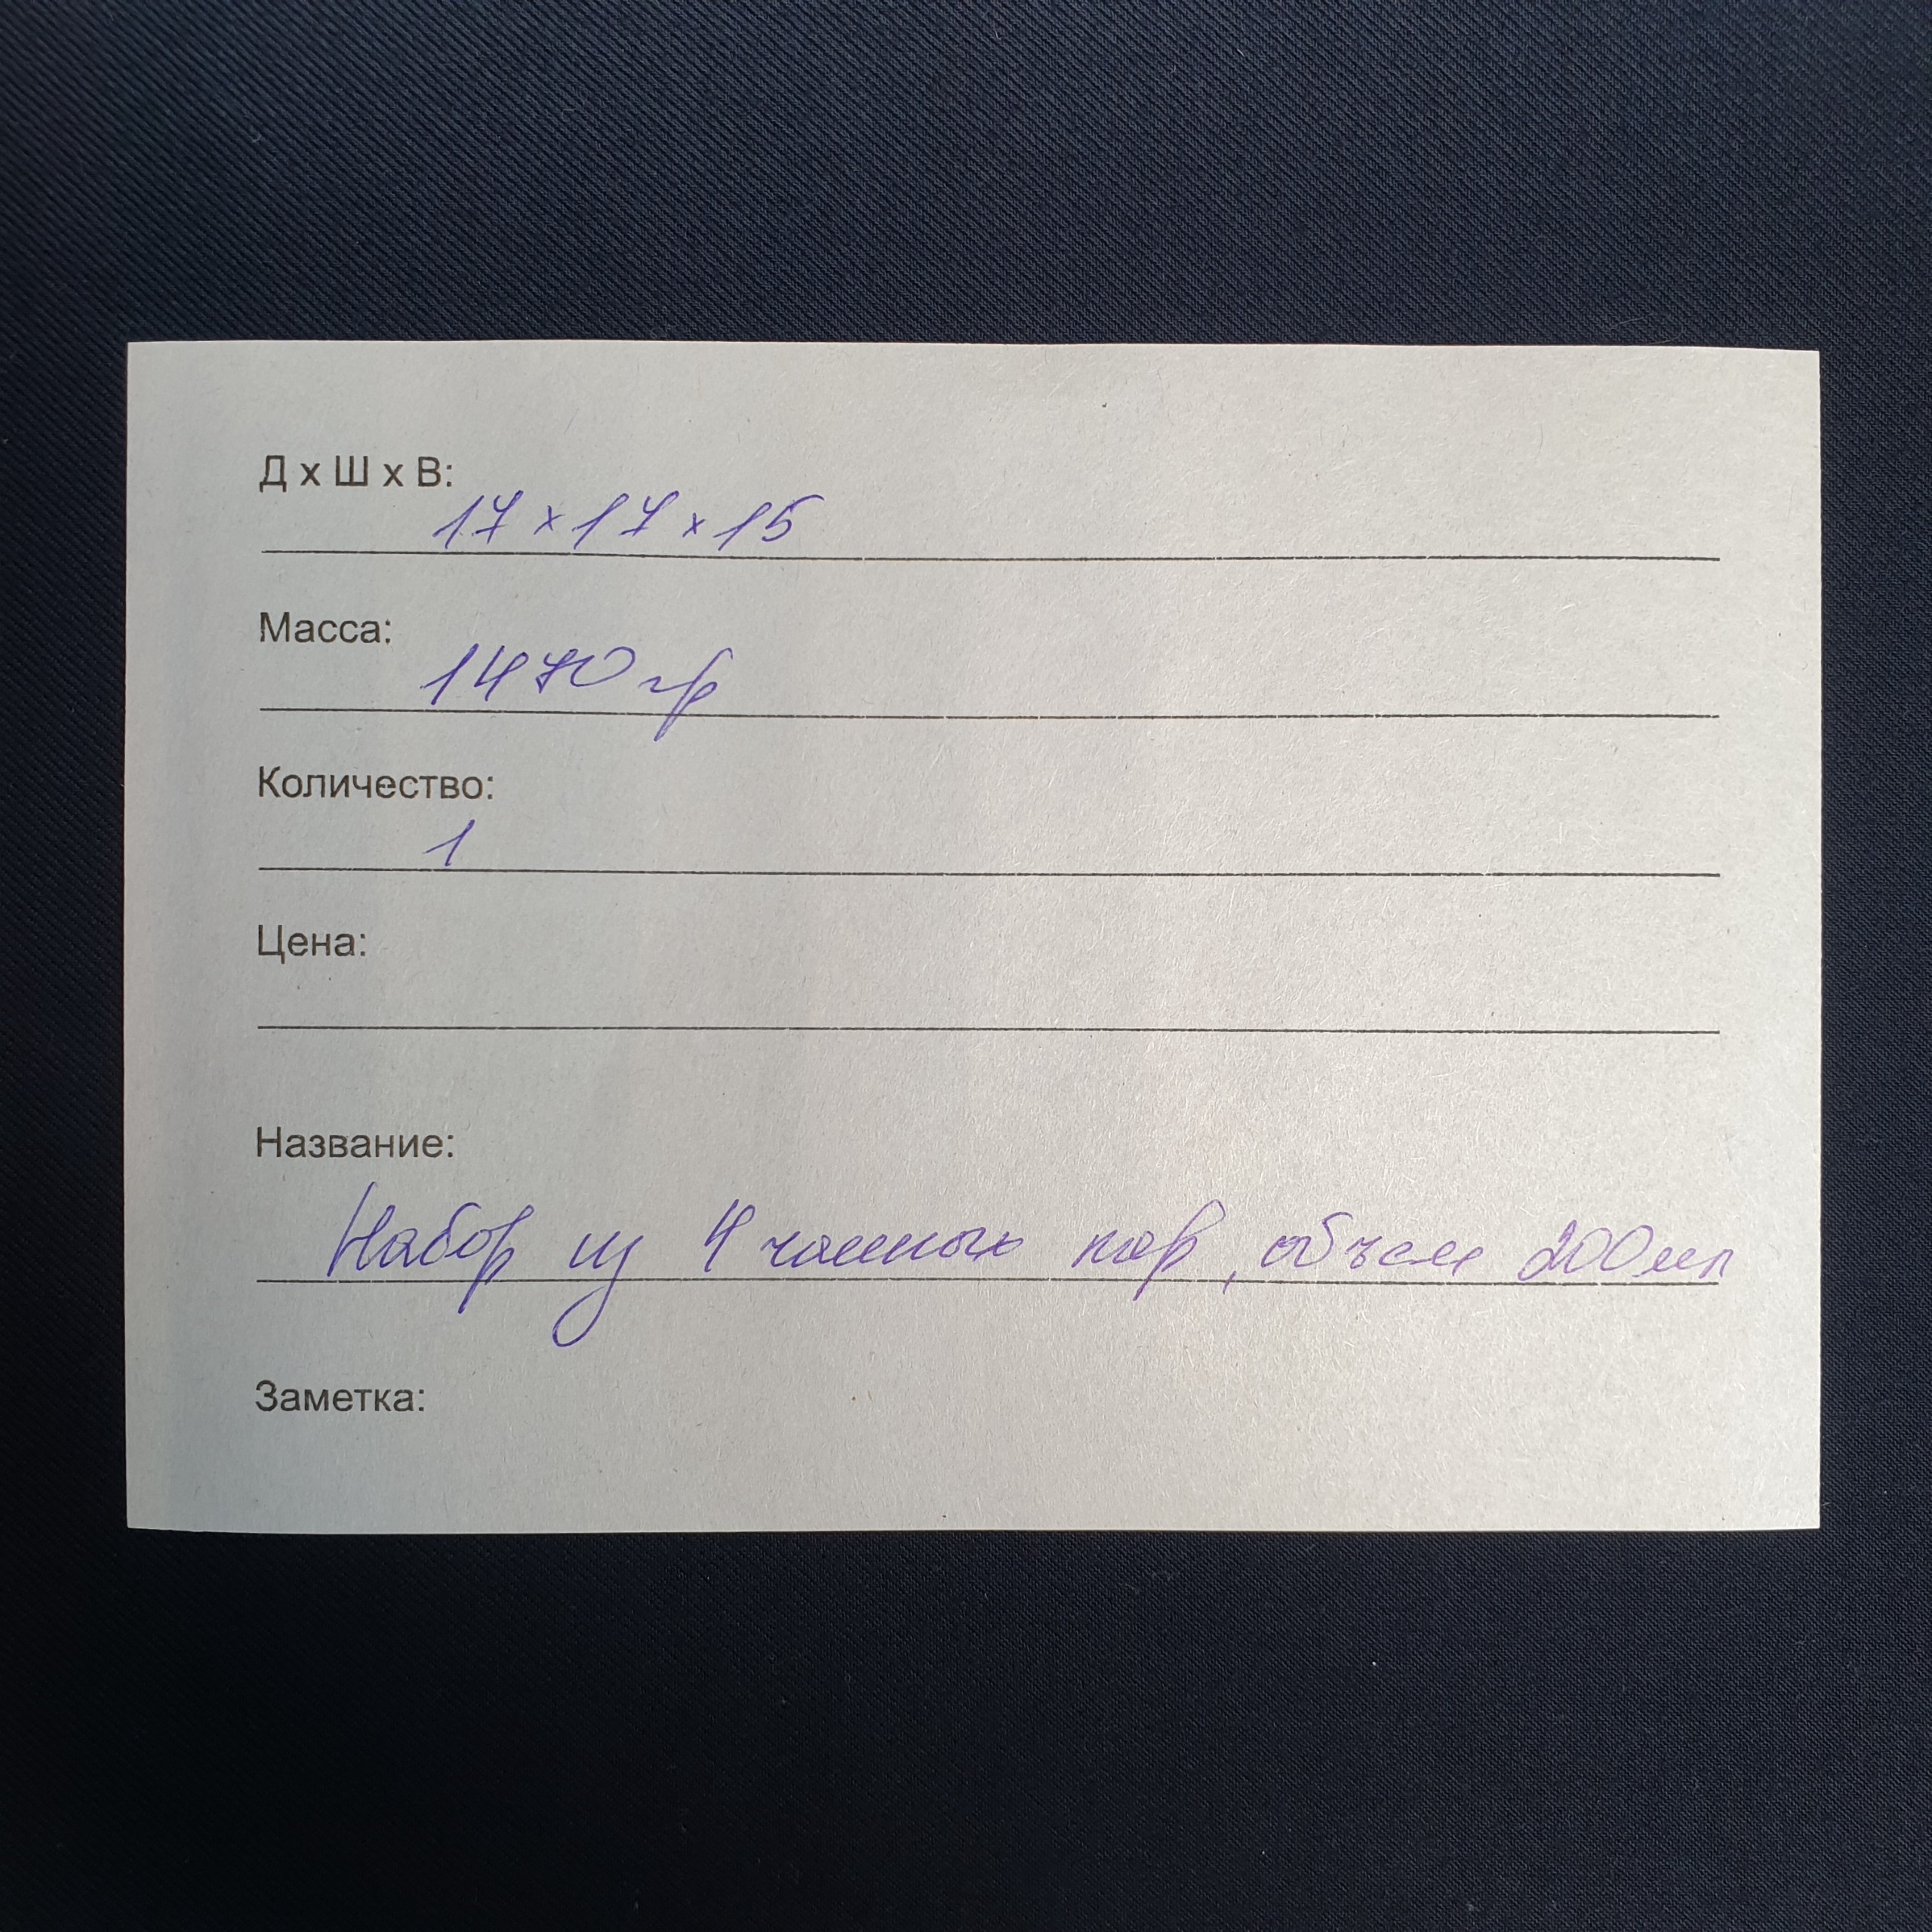 Д х Ш х В:
17 x 17 x 15
Масса:
1470 гр
Количество:
1
Цена:
Название:
Набор из 4 чайных пар, объем 200мл
Заметка: